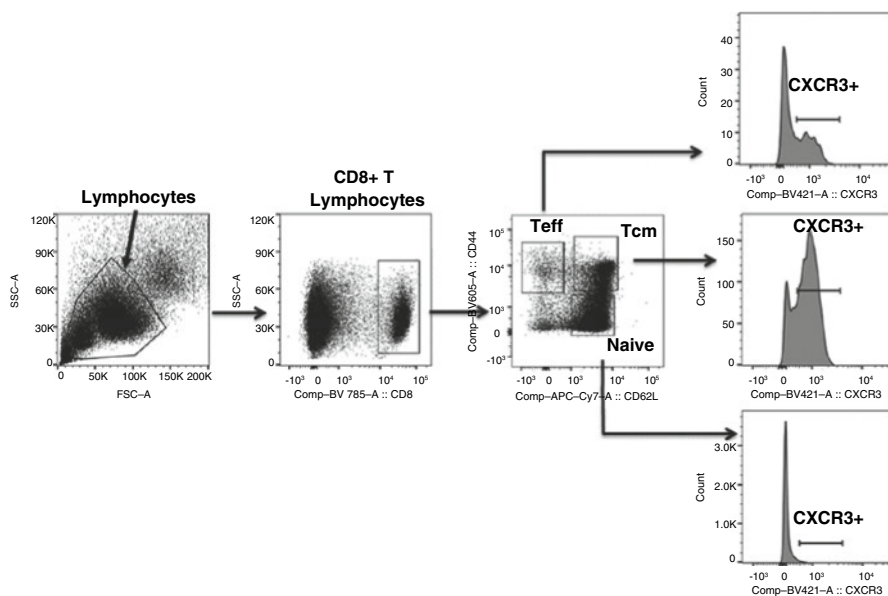 Lymphocytes
120K
90K
60K
30K
0
SSC–A
0 50K 100K 150K 200K
FSC–A
CD8+ T
Lymphocytes
120K
90K
60K
30K
0
SSC–A
-10³ 0 10³ 10⁴ 10⁵
Comp–BV 785–A :: CD8
Teff
Tcm
Naive
10⁵
10⁴
10³
0
-10³
Comp–BV605–A :: CD44
-10³ 0 10³ 10⁴ 10⁵
Comp–APC–Cy7–A :: CD62L
CXCR3+
40
30
20
10
0
Count
-10³ 0 10³ 10⁴
Comp–BV421–A :: CXCR3
CXCR3+
150
100
50
0
Count
-10³ 0 10³ 10⁴
Comp–BV421–A :: CXCR3
CXCR3+
3.0K
2.0K
1.0K
0
Count
-10³ 0 10³ 10⁴
Comp–BV421–A :: CXCR3